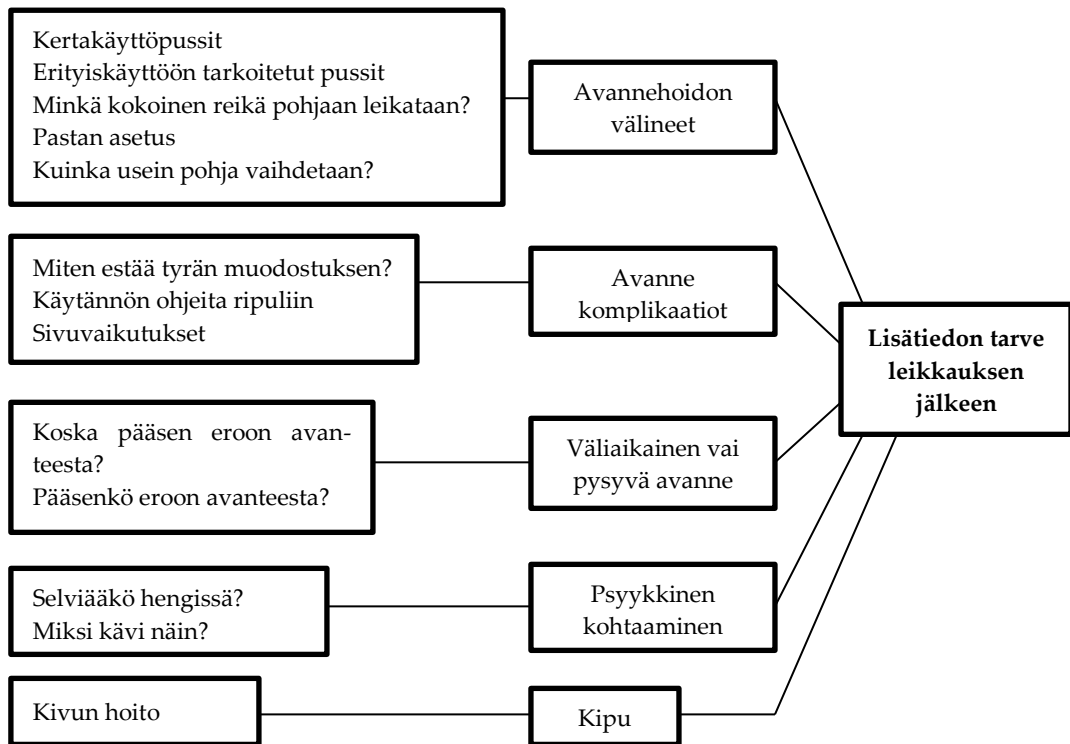 Kertakäyttöpussit
Erityiskäyttöön tarkoitetut pussit
Minkä kokoinen reikä pohjaan leikataan?
Pastan asetus
Kuinka usein pohja vaihdetaan?
Avannehoidon
välineet
Miten estää tyrän muodostuksen?
Käytännön ohjeita ripuliin
Sivuvaikutukset
Avanne
komplikaatiot
Lisätiedon tarve
leikkauksen
jälkeen
Koska pääsen eroon avan-
teesta?
Pääsenkö eroon avanteesta?
Väliaikainen vai
pysyvä avanne
Selviääkö hengissä?
Miksi kävi näin?
Psyykkinen
kohtaaminen
Kivun hoito
Kipu